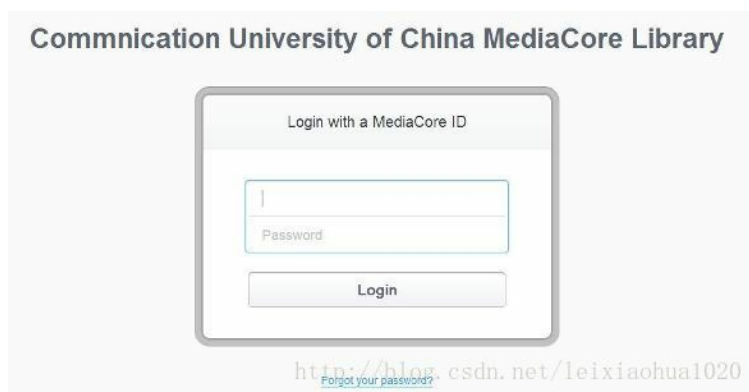 Commnication University of China MediaCore Library
Login with a MediaCore ID
Password
Login
http://blog.csdn.net/leixiaohua1020
Forgot your password?